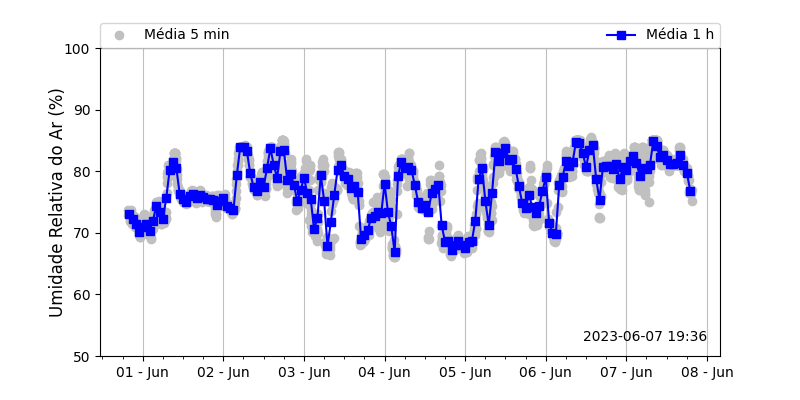 Média 5 min
Média 1 h
Umidade Relativa do Ar (%)
100
90
80
70
60
50
2023-06-07 19:36
01 - Jun
02 - Jun
03 - Jun
04 - Jun
05 - Jun
06 - Jun
07 - Jun
08 - Jun